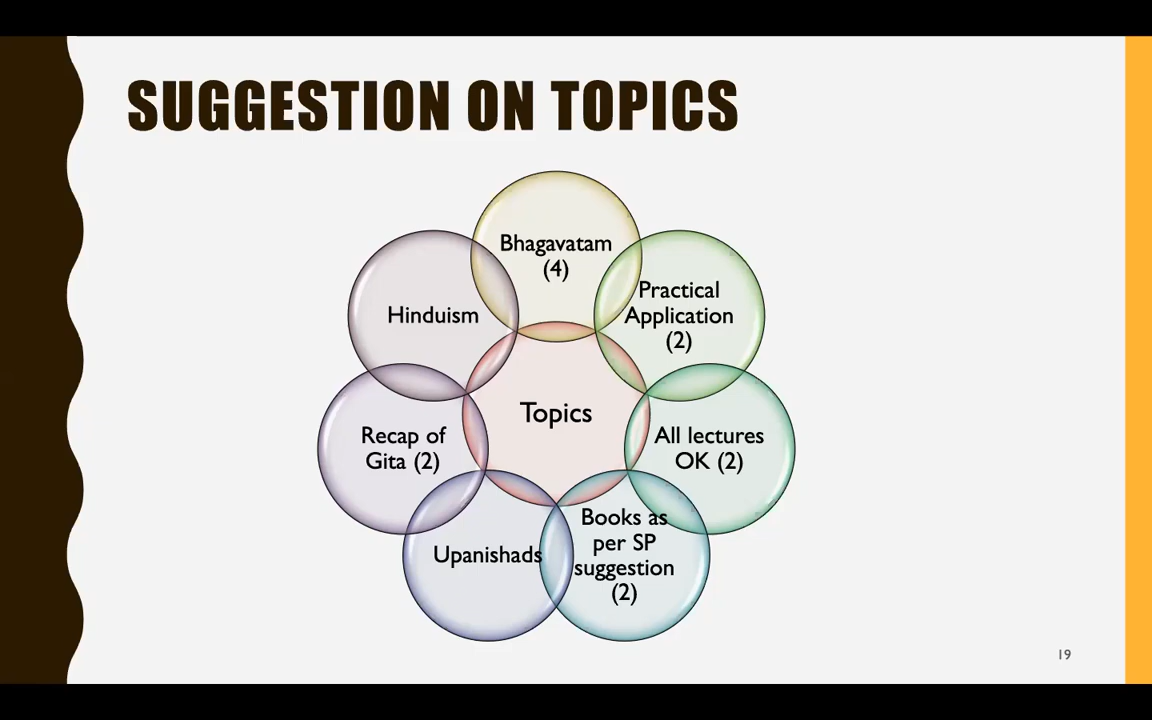 SUGGESTION ON TOPICS
Bhagavatam
(4)
Practical
Application
(2)
All lectures
OK (2)
Books as
per SP
suggestion
(2)
Upanishads
Recap of
Gita (2)
Hinduism
Topics
19